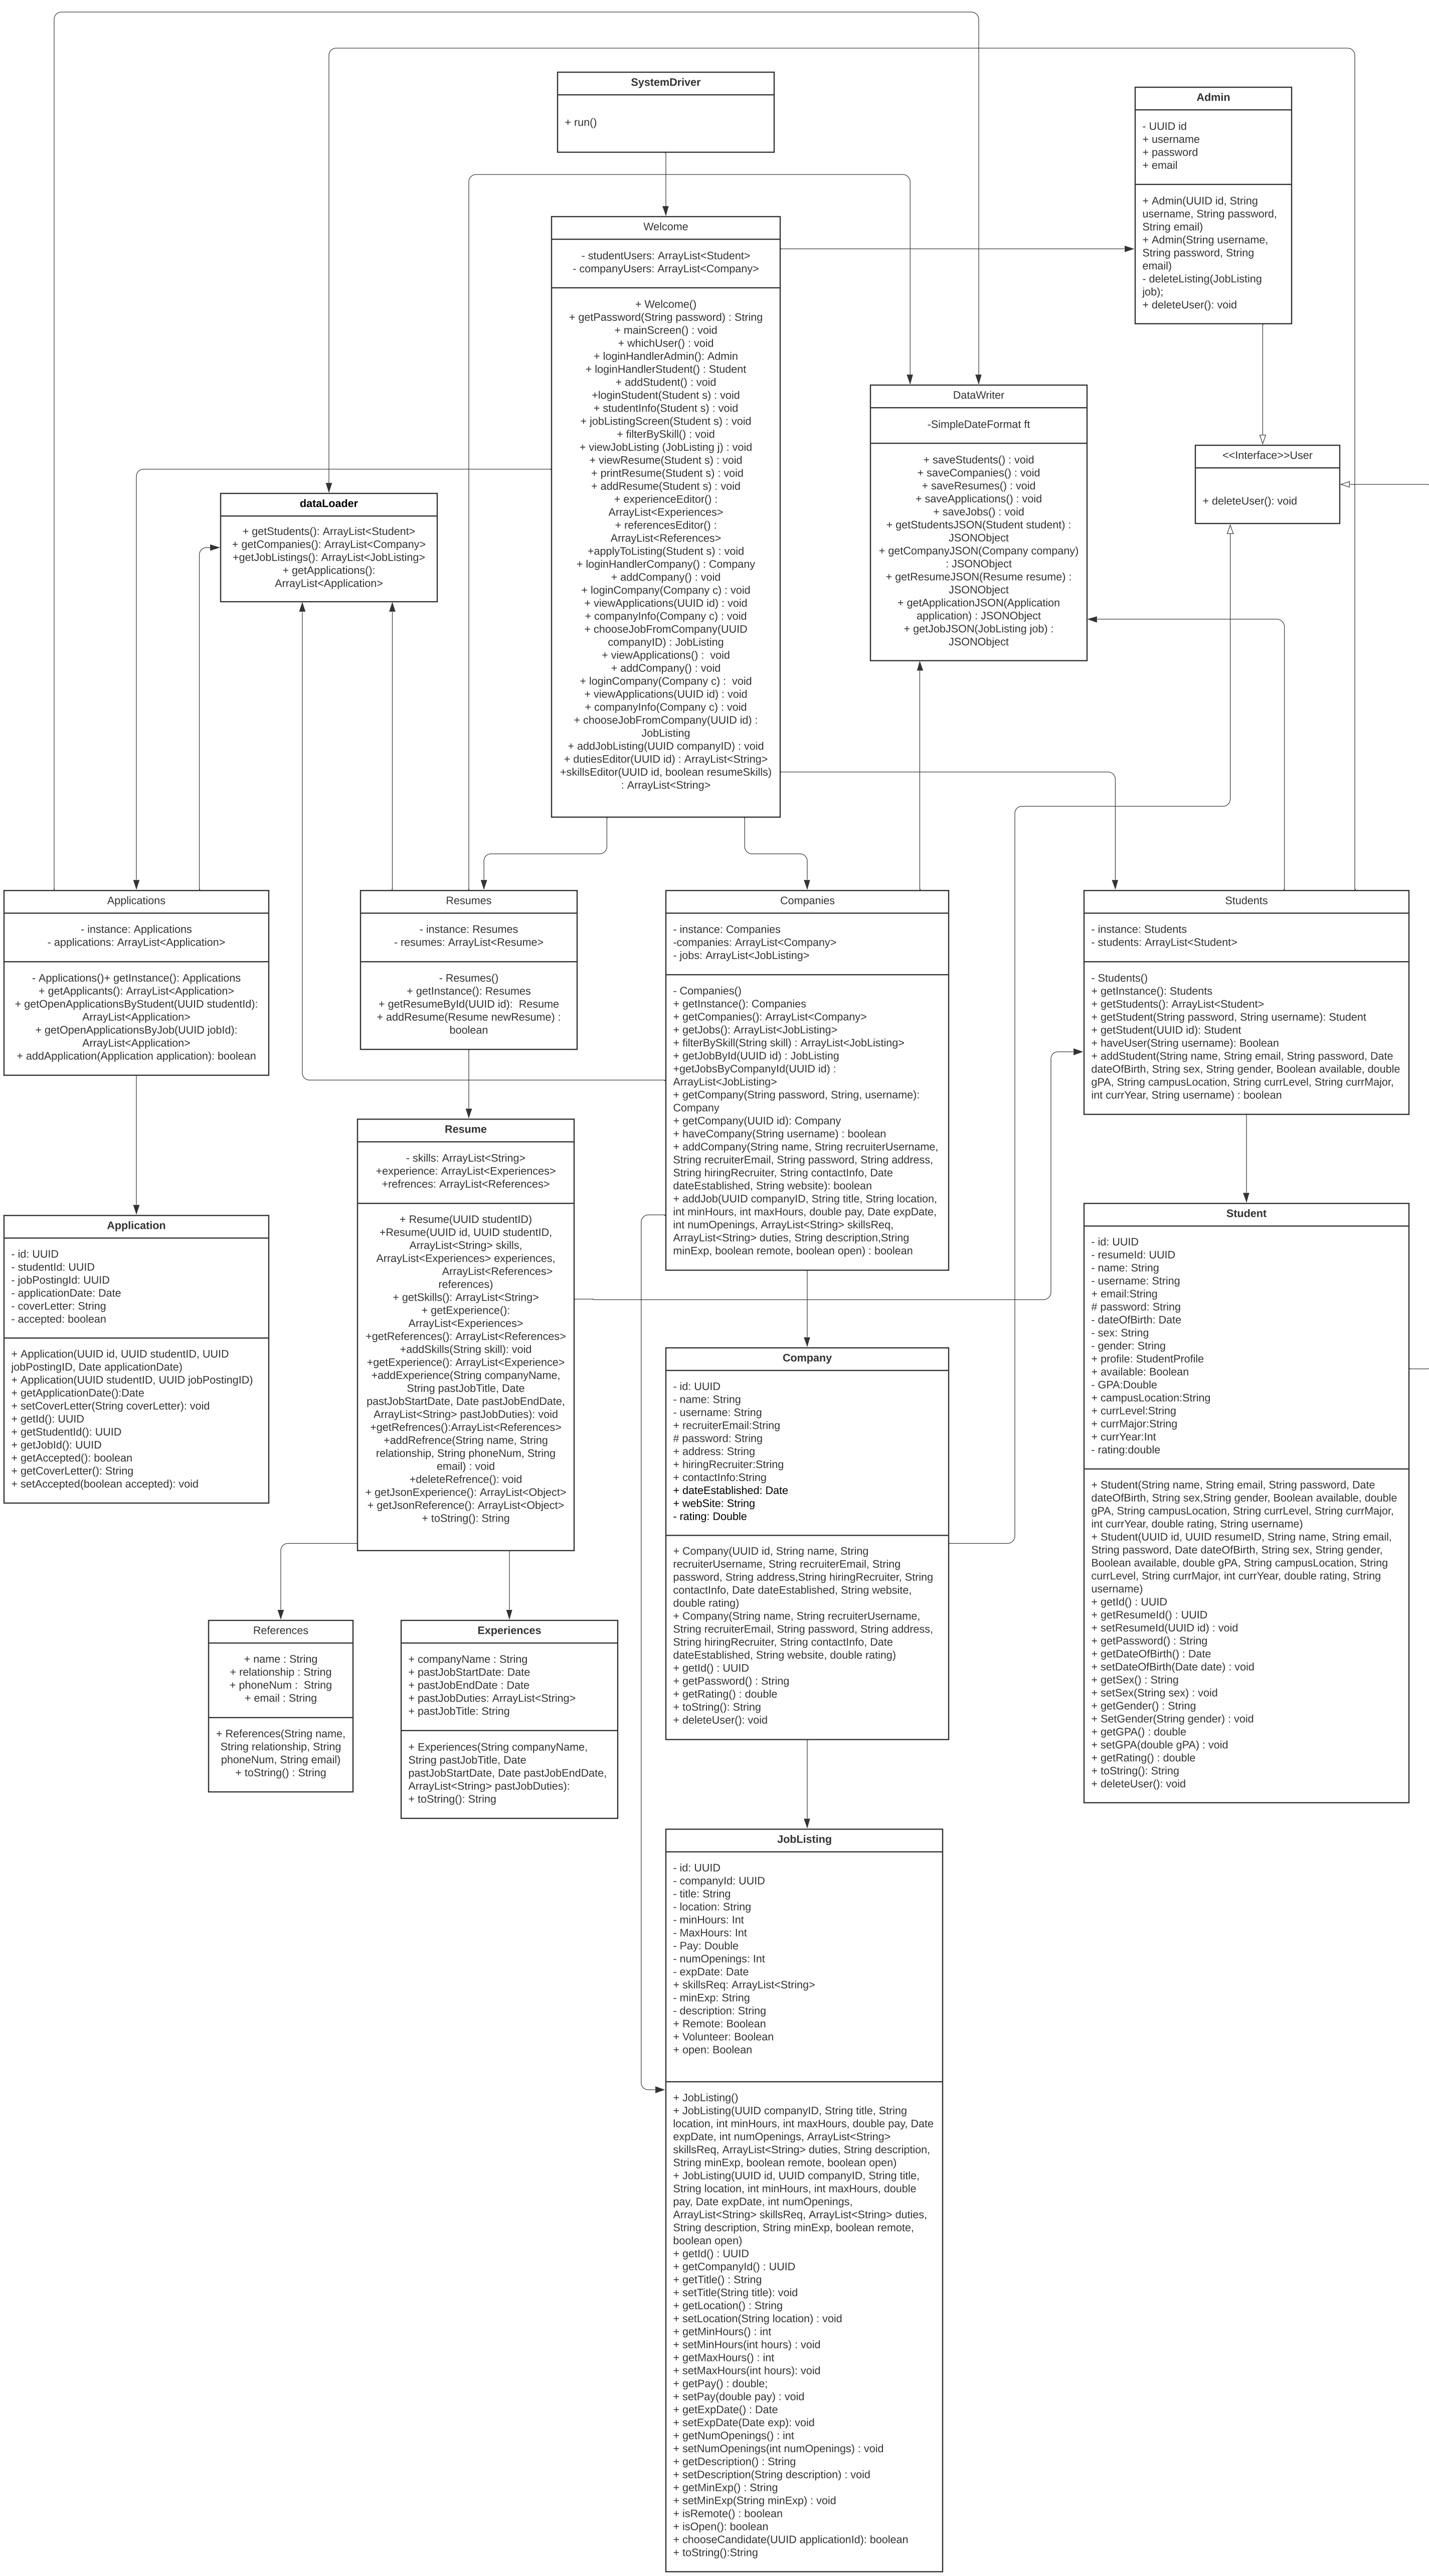 SystemDriver
+ run()
Admin
- UUID id
+ username
+ password
+ email
+ Admin(UUID id, String
username, String password,
String email)
+ Admin(String username,
String password, String
email)
- deleteListing(JobListing
job);
+ deleteUser(): void
Welcome
- studentUsers: ArrayList<Student>
- companyUsers: ArrayList<Company>
+ Welcome()
+ getPassword(String password) : String
+ mainScreen() : void
+ whichUser() : void
+ loginHandlerAdmin(): Admin
+ loginHandlerStudent() : Student
+ addStudent() : void
+loginStudent(Student s) : void
+ studentInfo(Student s) : void
+ jobListingScreen(Student s) : void
+ filterBySkill() : void
+ viewJobListing (JobListing j) : void
+ viewResume(Student s) : void
+ printResume(Student s) : void
+ addResume(Student s) : void
+ experienceEditor() :
ArrayList<Experiences>
+ referencesEditor() :
ArrayList<References>
+applyToListing(Student s) : void
+ loginHandlerCompany() : Company
+ addCompany() : void
+ loginCompany(Company c) : void
+ viewApplications(UUID id) : void
+ companyInfo(Company c) : void
+ chooseJobFromCompany(UUID
companyID) : JobListing
+ viewApplications() :  void
+ addCompany() : void
+ loginCompany(Company c) :  void
+ viewApplications(UUID id) : void
+ companyInfo(Company c) : void
+ chooseJobFromCompany(UUID id) :
JobListing
+ addJobListing(UUID companyID) : void
+ dutiesEditor(UUID id) : ArrayList<String>
+skillsEditor(UUID id, boolean resumeSkills)
: ArrayList<String>
DataWriter
-SimpleDateFormat ft
+ saveStudents() : void
+ saveCompanies() : void
+ saveResumes() : void
+ saveApplications() : void
+ saveJobs() : void
+ getStudentsJSON(Student student) :
JSONObject
+ getCompanyJSON(Company company)
: JSONObject
+ getResumeJSON(Resume resume) :
JSONObject
+ getApplicationJSON(Application
application) : JSONObject
+ getJobJSON(JobListing job) :
JSONObject
<<Interface>>User
+ deleteUser(): void
dataLoader
+ getStudents(): ArrayList<Student>
+ getCompanies(): ArrayList<Company>
+getJobListings(): ArrayList<JobListing>
+ getApplications():
ArrayList<Application>
Applications
- instance: Applications
- applications: ArrayList<Application>
- Applications()+ getInstance(): Applications
+ getApplicants(): ArrayList<Application>
+ getOpenApplicationsByStudent(UUID studentId):
ArrayList<Application>
+ getOpenApplicationsByJob(UUID jobId):
ArrayList<Application>
+ addApplication(Application application): boolean
Resumes
- instance: Resumes
- resumes: ArrayList<Resume>
- Resumes()
+ getInstance(): Resumes
+ getResumeById(UUID id):  Resume
+ addResume(Resume newResume) :
boolean
Companies
- instance: Companies
-companies: ArrayList<Company>
- jobs: ArrayList<JobListing>
- Companies()
+ getInstance(): Companies
+ getCompanies(): ArrayList<Company>
+ getJobs(): ArrayList<JobListing>
+ filterBySkill(String skill) : ArrayList<JobListing>
+ getJobById(UUID id) : JobListing
+getJobsByCompanyId(UUID id) :
ArrayList<JobListing>
+ getCompany(String password, String, username):
Company
+ getCompany(UUID id): Company
+ haveCompany(String username) : boolean
+ addCompany(String name, String recruiterUsername,
String recruiterEmail, String password, String address,
String hiringRecruiter, String contactInfo, Date
dateEstablished, String website): boolean
+ addJob(UUID companyID, String title, String location,
int minHours, int maxHours, double pay, Date expDate,
int numOpenings, ArrayList<String> skillsReq,
ArrayList<String> duties, String description,String
minExp, boolean remote, boolean open) : boolean
Students
- instance: Students
- students: ArrayList<Student>
- Students()
+ getInstance(): Students
+ getStudents(): ArrayList<Student>
+ getStudent(String password, String username): Student
+ getStudent(UUID id): Student
+ haveUser(String username): Boolean
+ addStudent(String name, String email, String password, Date
dateOfBirth, String sex, String gender, Boolean available, double
gPA, String campusLocation, String currLevel, String currMajor,
int currYear, String username) : boolean
Resume
- skills: ArrayList<String>
+experience: ArrayList<Experiences>
+refrences: ArrayList<References>
+ Resume(UUID studentID)
+Resume(UUID id, UUID studentID,
ArrayList<String> skills,
ArrayList<Experiences> experiences,
ArrayList<References>
references)
+ getSkills(): ArrayList<String>
+ getExperience():
ArrayList<Experiences>
+getReferences(): ArrayList<References>
+addSkills(String skill): void
+getExperience(): ArrayList<Experience>
+addExperience(String companyName,
String pastJobTitle, Date
pastJobStartDate, Date pastJobEndDate,
ArrayList<String> pastJobDuties): void
+getRefrences():ArrayList<References>
+addRefrence(String name, String
relationship, String phoneNum, String
email) : void
+deleteRefrence(): void
+ getJsonExperience(): ArrayList<Object>
+ getJsonReference(): ArrayList<Object>
+ toString(): String
Application
- id: UUID
- studentId: UUID
- jobPostingId: UUID
- applicationDate: Date
- coverLetter: String
- accepted: boolean
+ Application(UUID id, UUID studentID, UUID
jobPostingID, Date applicationDate)
+ Application(UUID studentID, UUID jobPostingID)
+ getApplicationDate():Date
+ setCoverLetter(String coverLetter): void
+ getId(): UUID
+ getStudentId(): UUID
+ getJobId(): UUID
+ getAccepted(): boolean
+ getCoverLetter(): String
+ setAccepted(boolean accepted): void
Student
- id: UUID
- resumeId: UUID
- name: String
- username: String
+ email:String
# password: String
- dateOfBirth: Date
- sex: String
- gender: String
+ profile: StudentProfile
+ available: Boolean
- GPA:Double
+ campusLocation:String
+ currLevel:String
+ currMajor:String
+ currYear:Int
- rating:double
+ Student(String name, String email, String password, Date
dateOfBirth, String sex,String gender, Boolean available, double
gPA, String campusLocation, String currLevel, String currMajor,
int currYear, double rating, String username)
+ Student(UUID id, UUID resumeID, String name, String email,
String password, Date dateOfBirth, String sex, String gender,
Boolean available, double gPA, String campusLocation, String
currLevel, String currMajor, int currYear, double rating, String
username)
+ getId() : UUID
+ getResumeId() : UUID
+ setResumeId(UUID id) : void
+ getPassword() : String
+ getDateOfBirth() : Date
+ setDateOfBirth(Date date) : void
+ getSex() : String
+ setSex(String sex) : void
+ getGender() : String
+ SetGender(String gender) : void
+ getGPA() : double
+ setGPA(double gPA) : void
+ getRating() : double
+ toString(): String
+ deleteUser(): void
Company
- id: UUID
- name: String
- username: String
+ recruiterEmail:String
# password: String
+ address: String
+ hiringRecruiter:String
+ contactInfo:String
+ dateEstablished: Date
+ webSite: String
- rating: Double
+ Company(UUID id, String name, String
recruiterUsername, String recruiterEmail, String
password, String address,String hiringRecruiter, String
contactInfo, Date dateEstablished, String website,
double rating)
+ Company(String name, String recruiterUsername,
String recruiterEmail, String password, String address,
String hiringRecruiter, String contactInfo, Date
dateEstablished, String website, double rating)
+ getId() : UUID
+ getPassword() : String
+ getRating() : double
+ toString(): String
+ deleteUser(): void
References
+ name : String
+ relationship : String
+ phoneNum :  String
+ email : String
+ References(String name,
String relationship, String
phoneNum, String email)
+ toString() : String
Experiences
+ companyName : String
+ pastJobStartDate: Date
+ pastJobEndDate : Date
+ pastJobDuties: ArrayList<String>
+ pastJobTitle: String
+ Experiences(String companyName,
String pastJobTitle, Date
pastJobStartDate, Date pastJobEndDate,
ArrayList<String> pastJobDuties):
+ toString(): String
JobListing
- id: UUID
- companyId: UUID
- title: String
- location: String
- minHours: Int
- MaxHours: Int
- Pay: Double
- numOpenings: Int
- expDate: Date
+ skillsReq: ArrayList<String>
- minExp: String
- description: String
+ Remote: Boolean
+ Volunteer: Boolean
+ open: Boolean
+ JobListing()
+ JobListing(UUID companyID, String title, String
location, int minHours, int maxHours, double pay, Date
expDate, int numOpenings, ArrayList<String>
skillsReq, ArrayList<String> duties, String description,
String minExp, boolean remote, boolean open)
+ JobListing(UUID id, UUID companyID, String title,
String location, int minHours, int maxHours, double
pay, Date expDate, int numOpenings,
ArrayList<String> skillsReq, ArrayList<String> duties,
String description, String minExp, boolean remote,
boolean open)
+ getId() : UUID
+ getCompanyId() : UUID
+ getTitle() : String
+ setTitle(String title): void
+ getLocation() : String
+ setLocation(String location) : void
+ getMinHours() : int
+ setMinHours(int hours) : void
+ getMaxHours() : int
+ setMaxHours(int hours): void
+ getPay() : double;
+ setPay(double pay) : void
+ getExpDate() : Date
+ setExpDate(Date exp): void
+ getNumOpenings() : int
+ setNumOpenings(int numOpenings) : void
+ getDescription() : String
+ setDescription(String description) : void
+ getMinExp() : String
+ setMinExp(String minExp) : void
+ isRemote() : boolean
+ isOpen(): boolean
+ chooseCandidate(UUID applicationId): boolean
+ toString():String